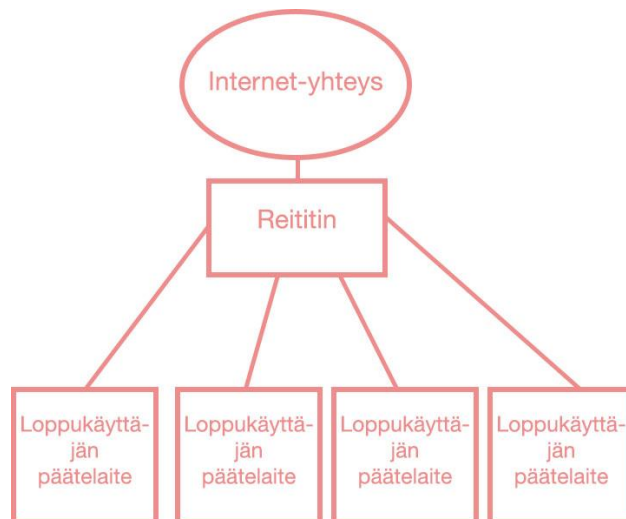 Internet-yhteys
Reititin
Loppukäyttä-
jän
päätelaite
Loppukäyttä-
jän
päätelaite
Loppukäyttä-
jän
päätelaite
Loppukäyttä-
jän
päätelaite